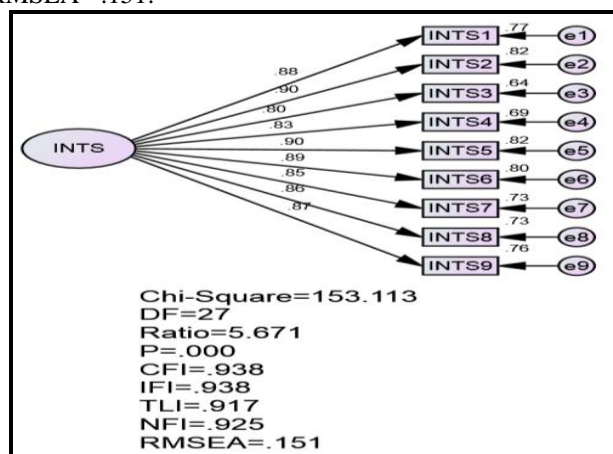 RMSEA=.151.
.77
INTS1
e1
.88
.82
INTS2
e2
.90
.64
INTS3
e3
.80
.69
INTS4
e4
.83
.82
INTS
INTS5
e5
.90
.80
INTS6
e6
.89
.73
INTS7
e7
.85
.73
INTS8
e8
.86
.76
INTS9
e9
.87
Chi-Square=153.113
DF=27
Ratio=5.671
P=.000
CFI=.938
IFI=.938
TLI=.917
NFI=.925
RMSEA=.151